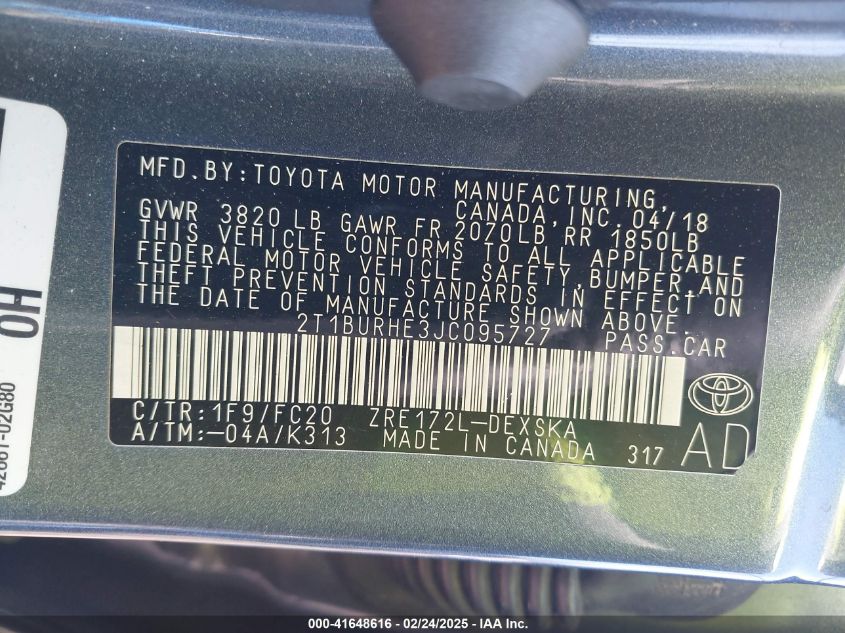 MFD.BY:TOYOTA MOTOR MANUFACTURING,
CANADA,INC. 04/18
GVWR 3820 LB GAWR FR 2070LB RR 1850LB
THIS VEHICLE CONFORMS TO ALL APPLICABLE
FEDERAL MOTOR VEHICLE SAFETY,BUMPER,AND
THEFT PREVENTION STANDARDS IN EFFECT ON
THE DATE OF MANUFACTURE SHOWN ABOVE.
2T1BURHE3JC095727 PASS.CAR
C/TR:1F9/FC20 ZRE172L-DEXSKA
A/TM:-04A/K313 MADE IN CANADA 317 AD
HO
42661-02G80
000-41648616 - 02/24/2025 - IAA Inc.